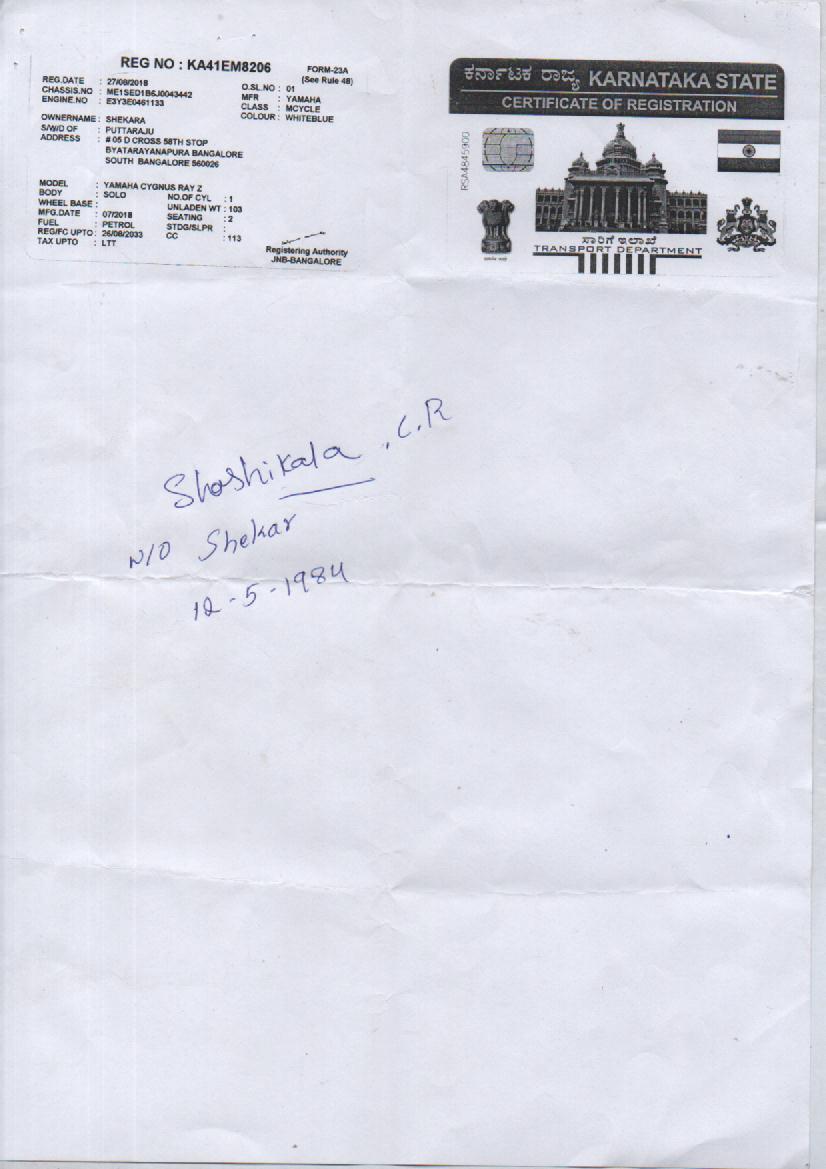 REG NO : KA41EM8206
FORM-23A
(See Rule 48)
REG.DATE : 27/08/2018
CHASSIS.NO : ME1SED1B6J0043442
ENGINE.NO : E3Y3E0461133
O.SL.NO : 01
MFR : YAMAHA
CLASS : MCYCLE
COLOUR : WHITEBLUE
OWNERNAME : SHEKARA
S/W/D OF : PUTTARAJU
ADDRESS : # 05 D CROSS 58TH STOP
BYATARAYANAPURA BANGALORE
SOUTH BANGALORE 560026
MODEL : YAMAHA CYGNUS RAY Z
BODY : SOLO
WHEEL BASE :
MFG.DATE : 07/2018
FUEL : PETROL
REG/FC UPTO : 26/08/2033
TAX UPTO : LTT
NO.OF CYL : 1
UNLADEN WT : 103
SEATING : 2
STDG/SLPR :
CC : 113
Registering Authority
JNB-BANGALORE
ಕರ್ನಾಟಕ ರಾಜ್ಯ KARNATAKA STATE
CERTIFICATE OF REGISTRATION
RSA4845900
ಸಾರಿಗೆ ಇಲಾಖೆ
TRANSPORT DEPARTMENT
Shashikala .C.R
W/O Shekar
12-5-1984